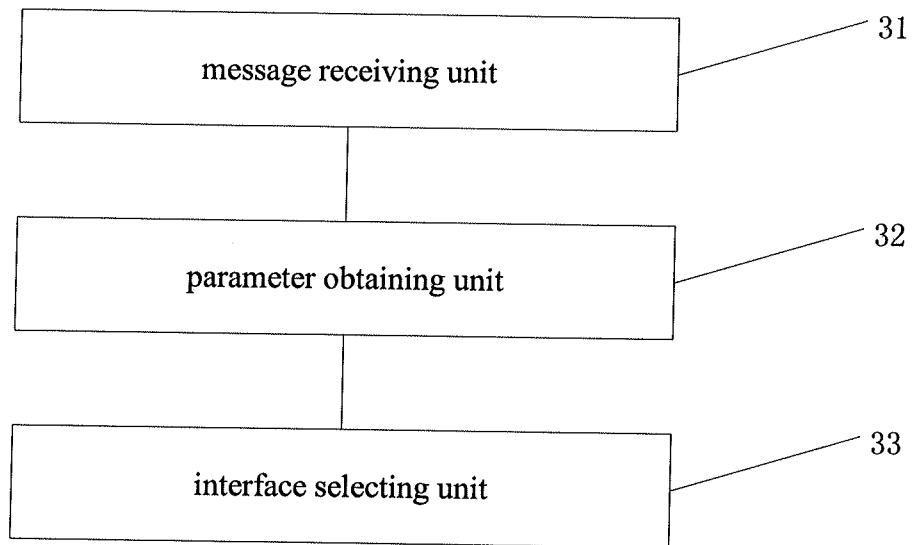 31
message receiving unit
32
parameter obtaining unit
33
interface selecting unit